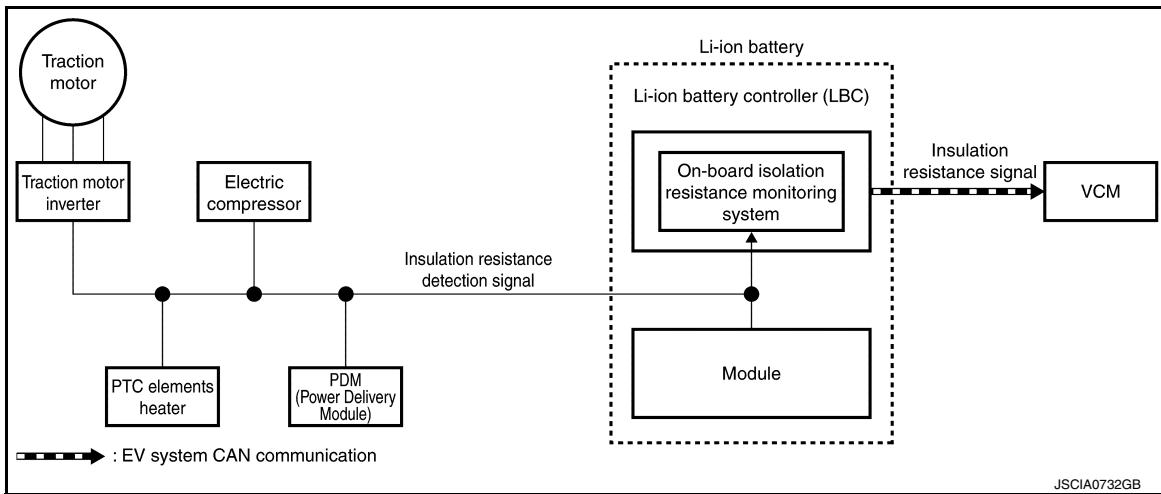 Traction
motor
Li-ion battery
Li-ion battery controller (LBC)
Traction motor
inverter
Electric
compressor
On-board isolation
resistance monitoring
system
Insulation
resistance signal
VCM
Insulation resistance
detection signal
PTC elements
heater
PDM
(Power Delivery
Module)
Module
: EV system CAN communication
JSCIA0732GB